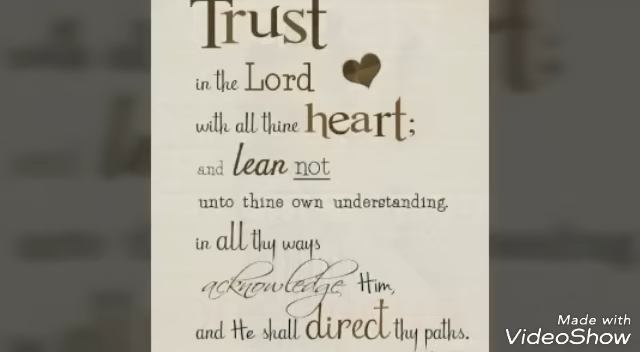 Trust
in the Lord
with all thine heart;
and lean not
unto thine own understanding.
in all thy ways
acknowledge Him,
and He shall direct thy paths.
Made with
VideoShow